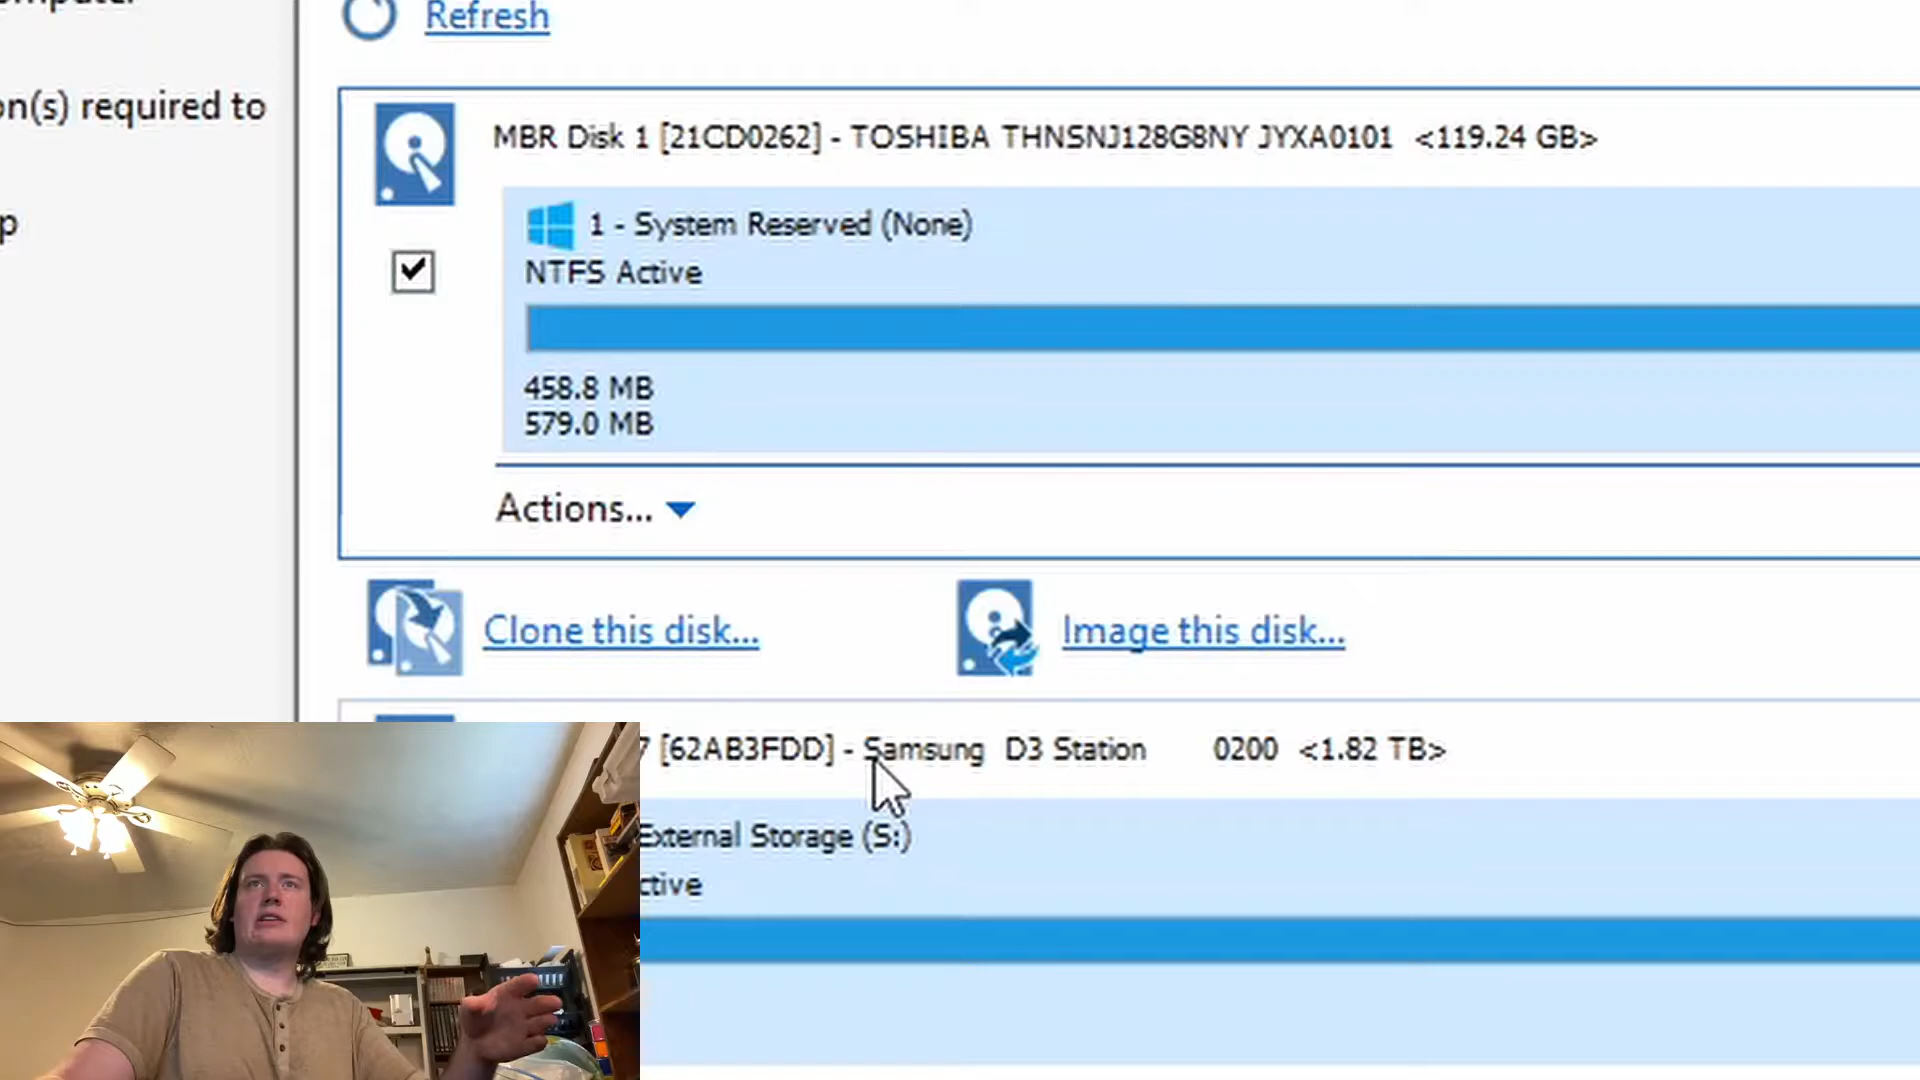 Refresh
on(s) required to
p
MBR Disk 1 [21CD0262] - TOSHIBA THNSNJ128G8NY JYXA0101 <119.24 GB>
1 - System Reserved (None)
NTFS Active
458.8 MB
579.0 MB
Actions...
Clone this disk...
Image this disk...
7 [62AB3FDD] - Samsung D3 Station 0200 <1.82 TB>
External Storage (S:)
ctive